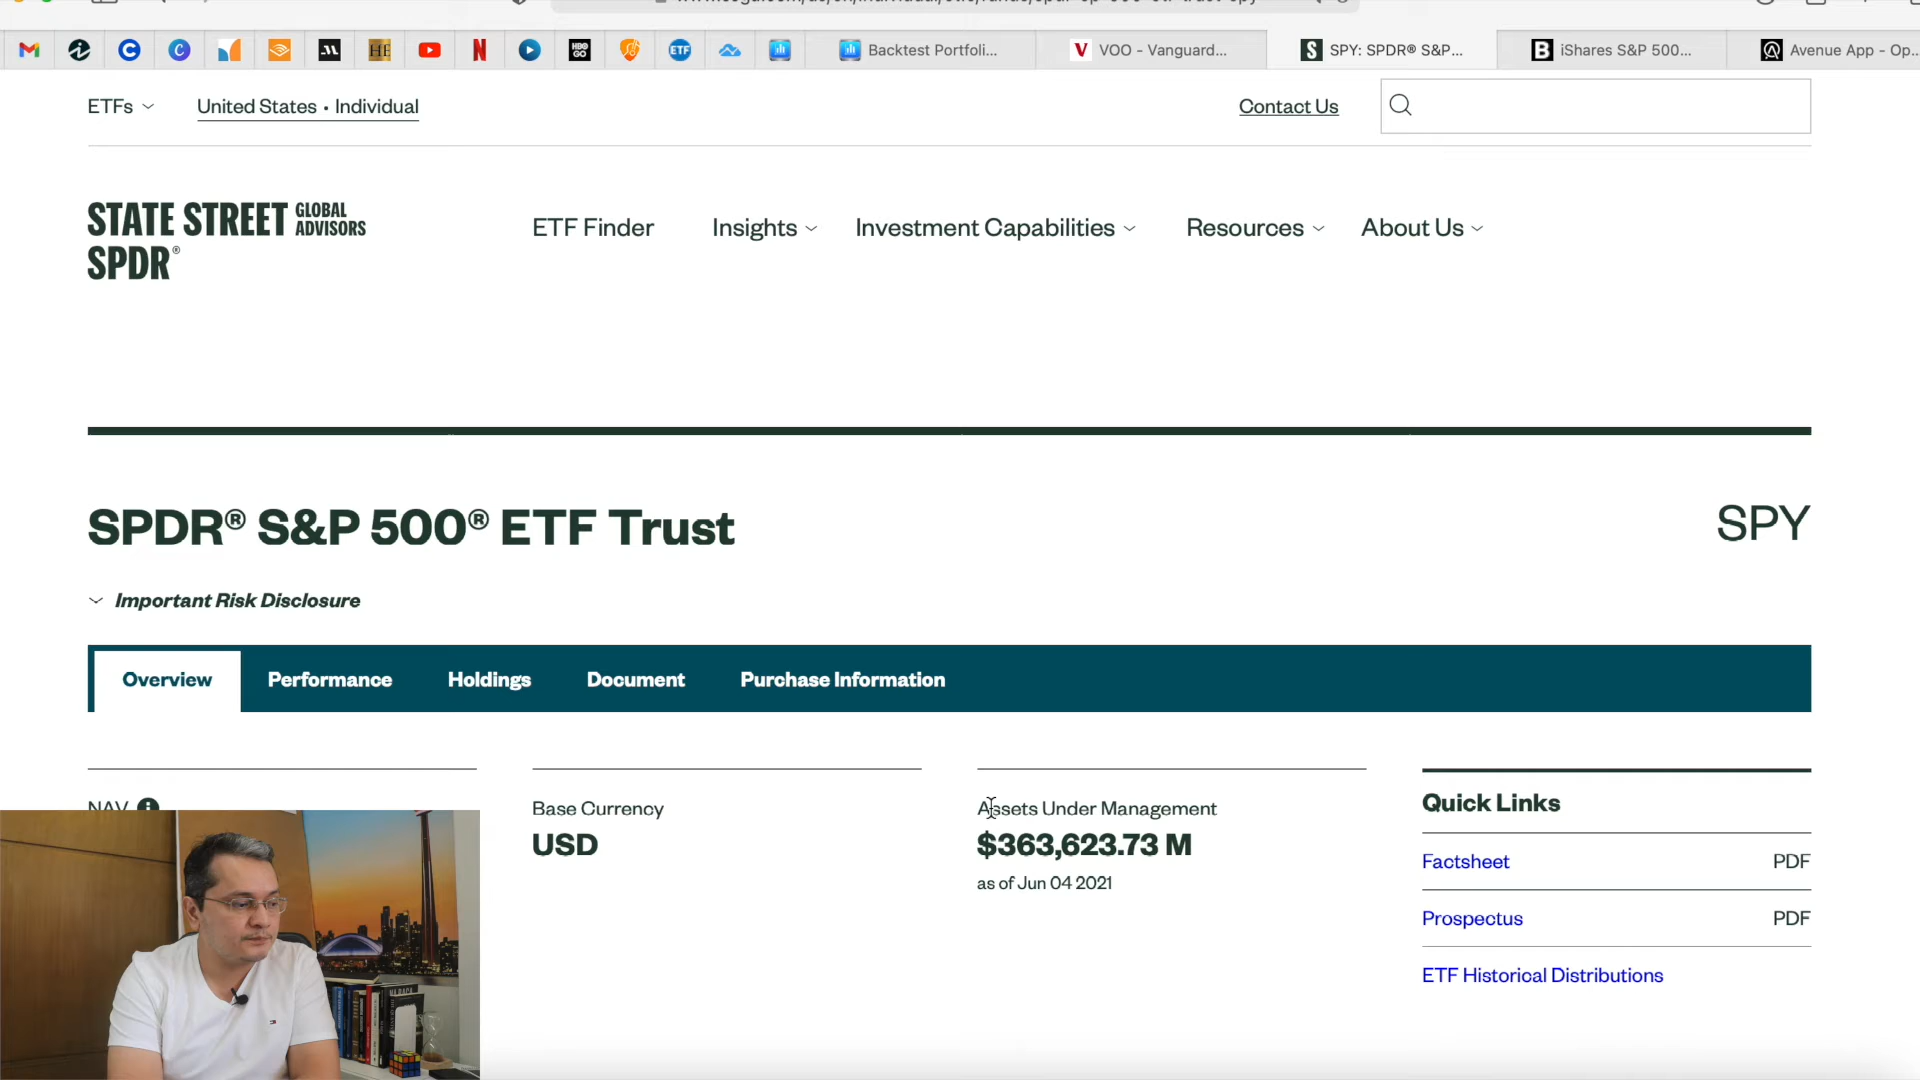 Backtest Portfoli...
VOO - Vanguard...
SPY: SPDR® S&P...
iShares S&P 500...
Avenue App - Op...
ETFs
United States • Individual
Contact Us
STATE STREET GLOBAL ADVISORS
SPDR®
ETF Finder
Insights
Investment Capabilities
Resources
About Us
SPDR® S&P 500® ETF Trust
SPY
Important Risk Disclosure
Overview
Performance
Holdings
Document
Purchase Information
NAV
Base Currency
USD
Assets Under Management
$363,623.73 M
as of Jun 04 2021
Quick Links
Factsheet PDF
Prospectus PDF
ETF Historical Distributions